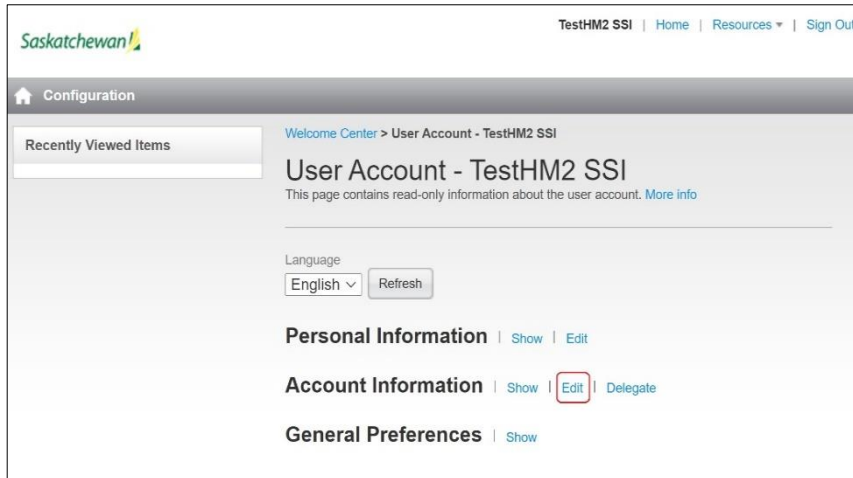 Saskatchewan
TestHM2 SSI | Home | Resources | Sign Out
Configuration
Recently Viewed Items
Welcome Center > User Account - TestHM2 SSI
User Account - TestHM2 SSI
This page contains read-only information about the user account. More info
Language
English Refresh
Personal Information | Show | Edit
Account Information | Show | Edit | Delegate
General Preferences | Show